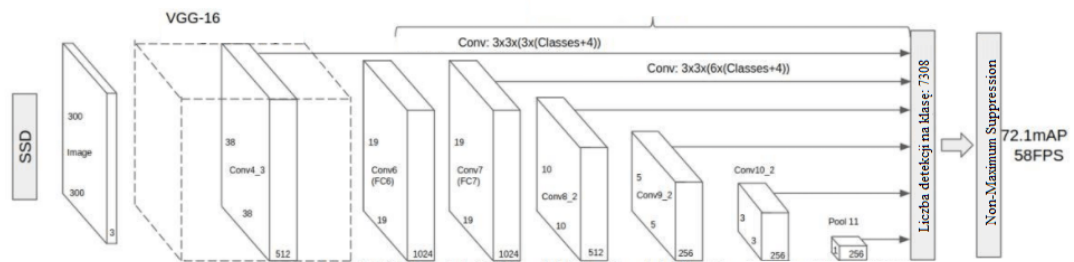 VGG-16
Conv: 3x3x(3x(Classes+4))
Conv: 3x3x(6x(Classes+4))
SSD
300
Image
300
3
38
Conv4_3
38
512
19
Conv6
(FC6)
19
1024
19
Conv7
(FC7)
19
1024
10
Conv8_2
10
512
5
Conv9_2
5
256
Conv10_2
3
3
256
Pool 11
1
256
Liczba detekcji na klasę: 7308
Non-Maximum Suppression
72.1mAP
58FPS